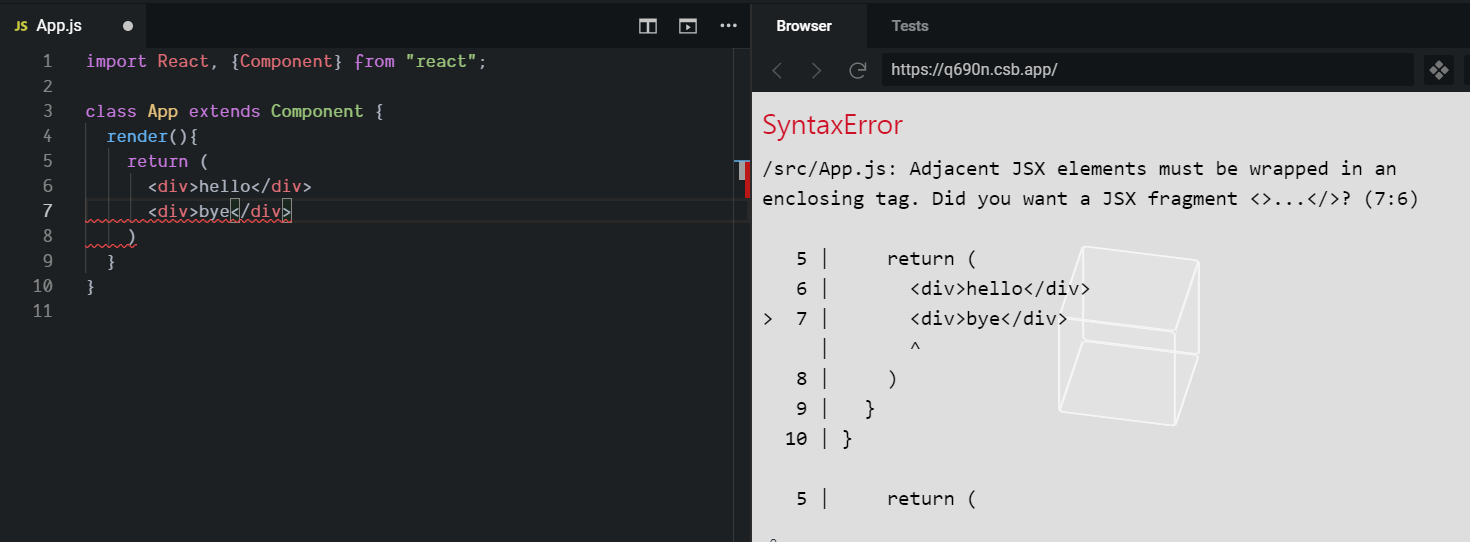 JS App.js
1 import React, {Component} from "react";
2
3 class App extends Component {
4 render(){
5 return (
6 <div>hello</div>
7 <div>bye</div>
8 )
9 }
10 }
11
Browser Tests
https://q690n.csb.app/
SyntaxError
/src/App.js: Adjacent JSX elements must be wrapped in an
enclosing tag. Did you want a JSX fragment <>...</>? (7:6)
5 | return (
6 | <div>hello</div>
> 7 | <div>bye</div>
| ^
8 | )
9 | }
10 | }
5 | return (